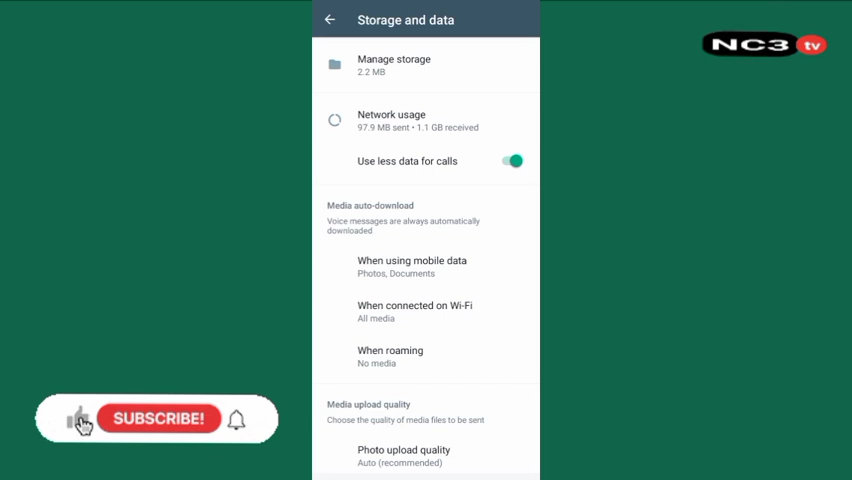 Storage and data
NC3 tv
Manage storage
2.2 MB
Network usage
97.9 MB sent • 1.1 GB received
Use less data for calls
Media auto-download
Voice messages are always automatically
downloaded
When using mobile data
Photos, Documents
When connected on Wi-Fi
All media
When roaming
No media
Media upload quality
Choose the quality of media files to be sent
SUBSCRIBE!
Photo upload quality
Auto (recommended)